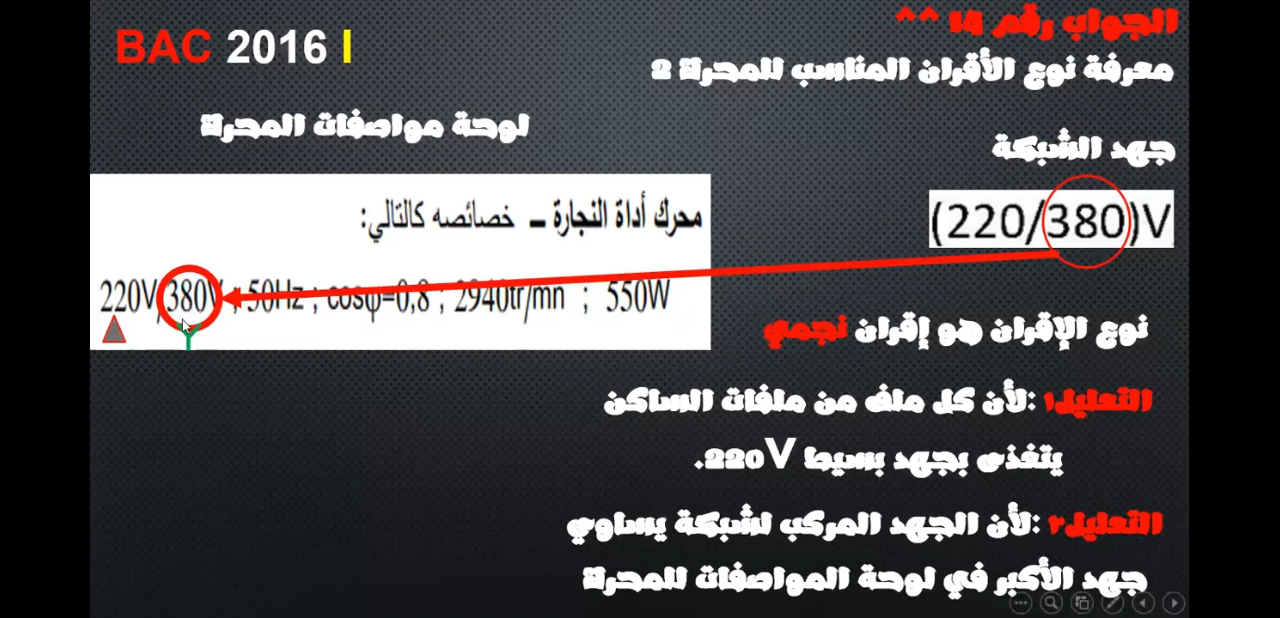 الجواب رقم 14 ^^
BAC 2016 I
معرفة نوع الأقران المناسب للمحرك 2
لوحة مواصفات المحرك
جهد الشبكة
(220/380)V
محرك أداة النجارة – خصائصه كالتالي:
220V/380V ; 50Hz ; cosφ=0,8 ; 2940tr/mn ; 550W
نوع الإقران هو إقران نجمي
التعليل1 :لأن كل ملف من ملفات الساكن
يتغذى بجهد بسيط 220V.
التعليل٢ :لأن الجهد المركب لشبكة يساوي
جهد الأكبر في لوحة المواصفات للمحرك